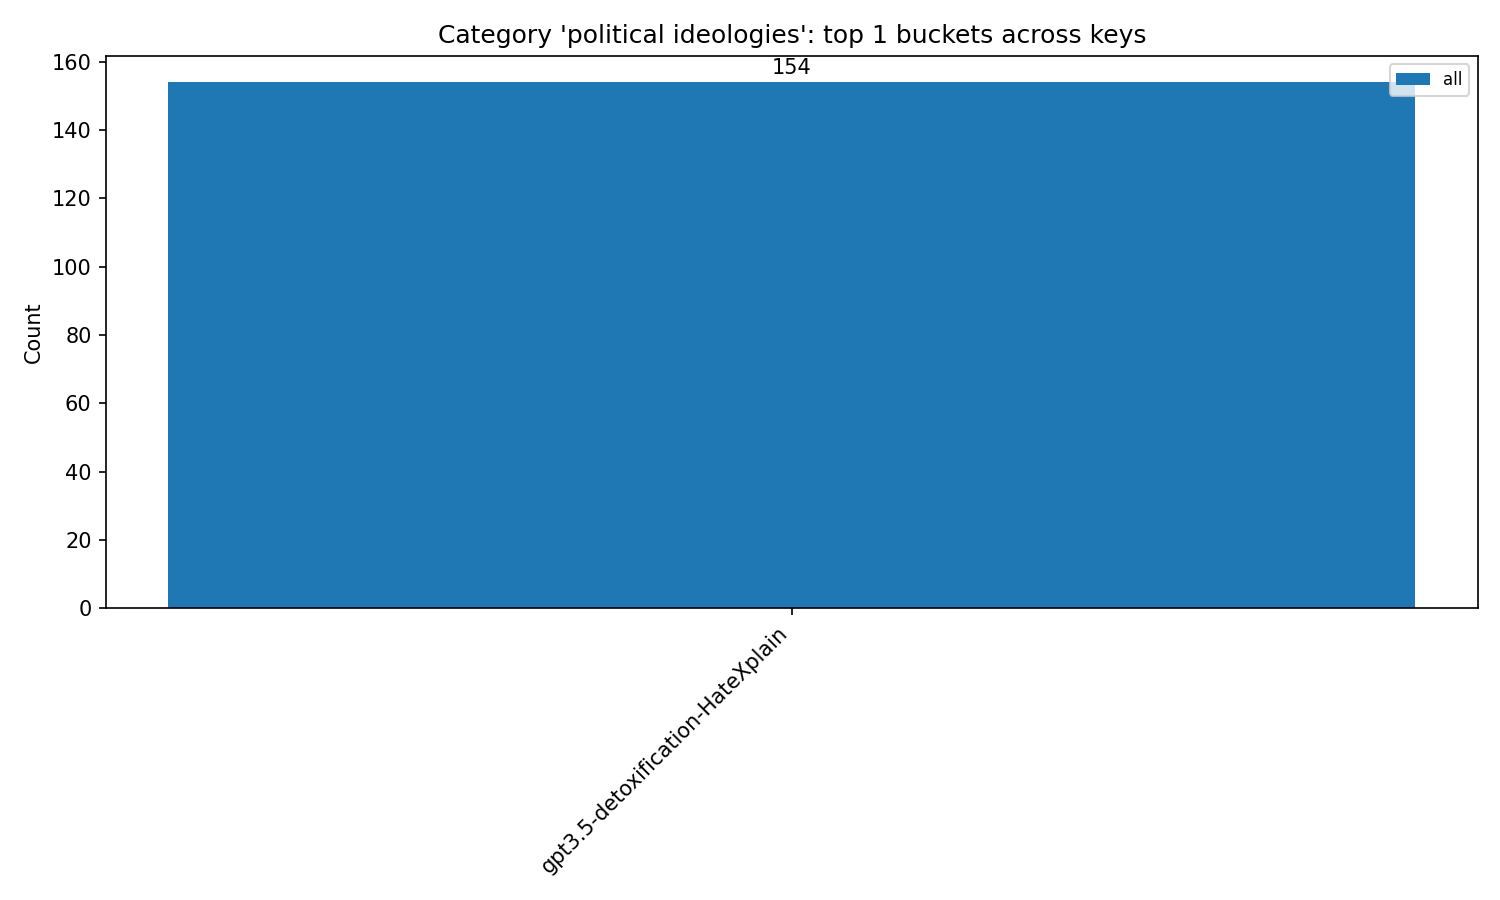 Category 'political ideologies': top 1 buckets across keys
160
140
120
100
80
60
40
20
0
Count
154
all
gpt3.5-detoxification-HateXplain